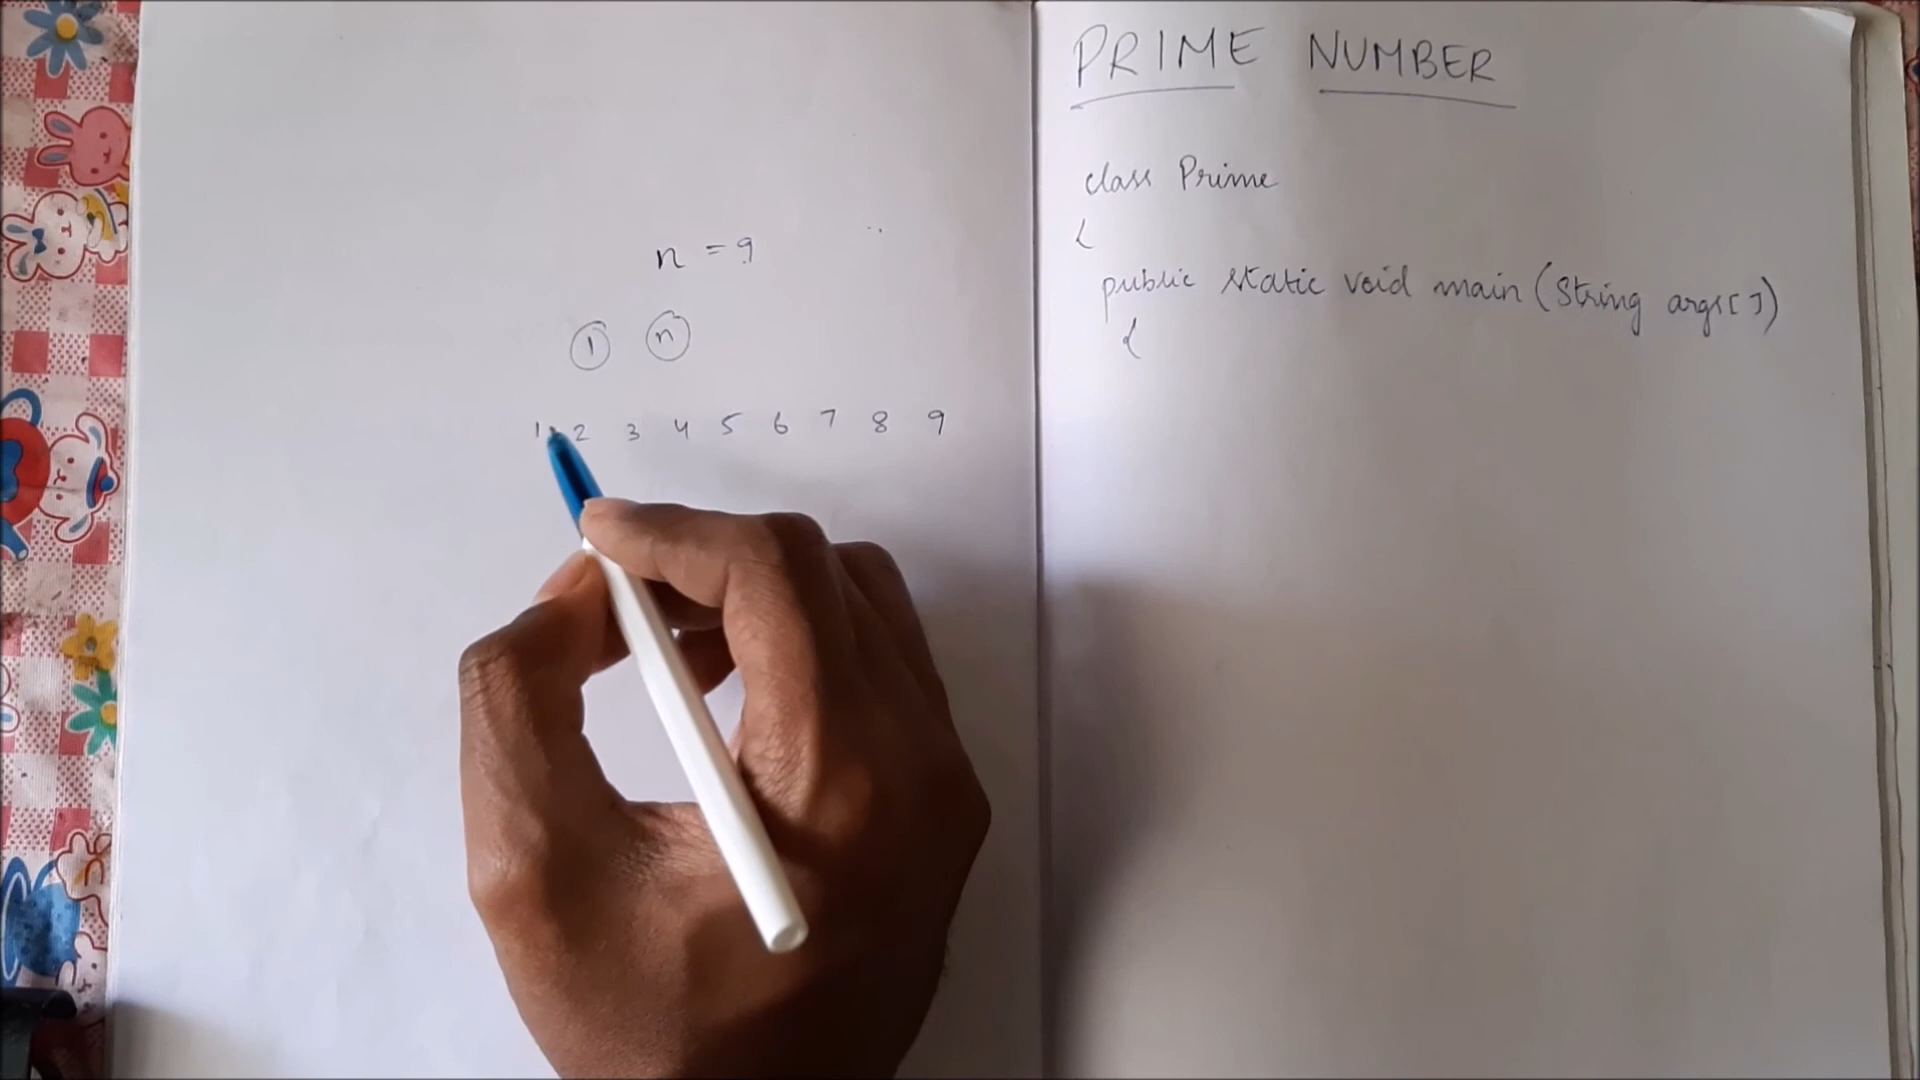 n = 9
1 n
1 2 3 4 5 6 7 8 9
PRIME NUMBER
class Prime
{
public static void main (String args[])
{